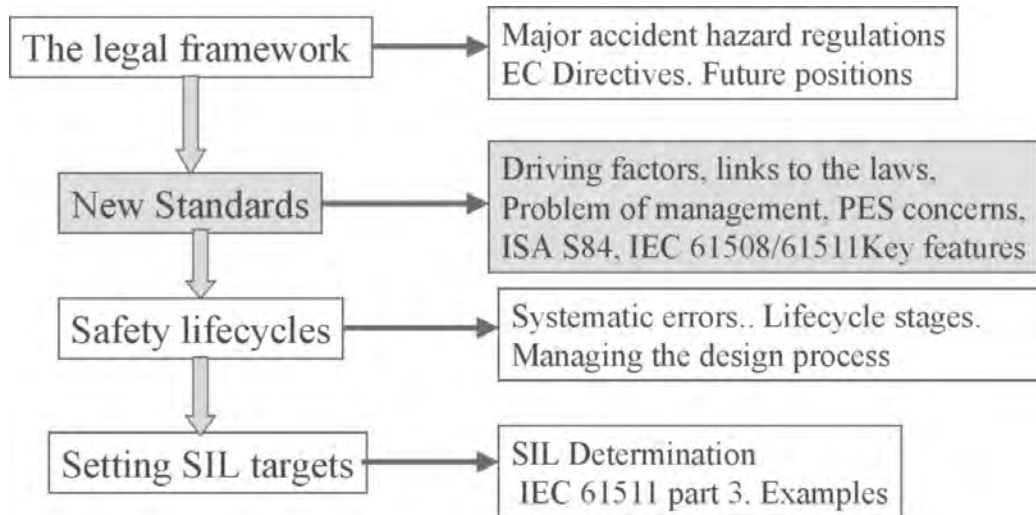 The legal framework
Major accident hazard regulations
EC Directives. Future positions
New Standards
Driving factors, links to the laws,
Problem of management, PES concerns,
ISA S84, IEC 61508/61511Key features
Safety lifecycles
Systematic errors.. Lifecycle stages.
Managing the design process
Setting SIL targets
SIL Determination
IEC 61511 part 3. Examples